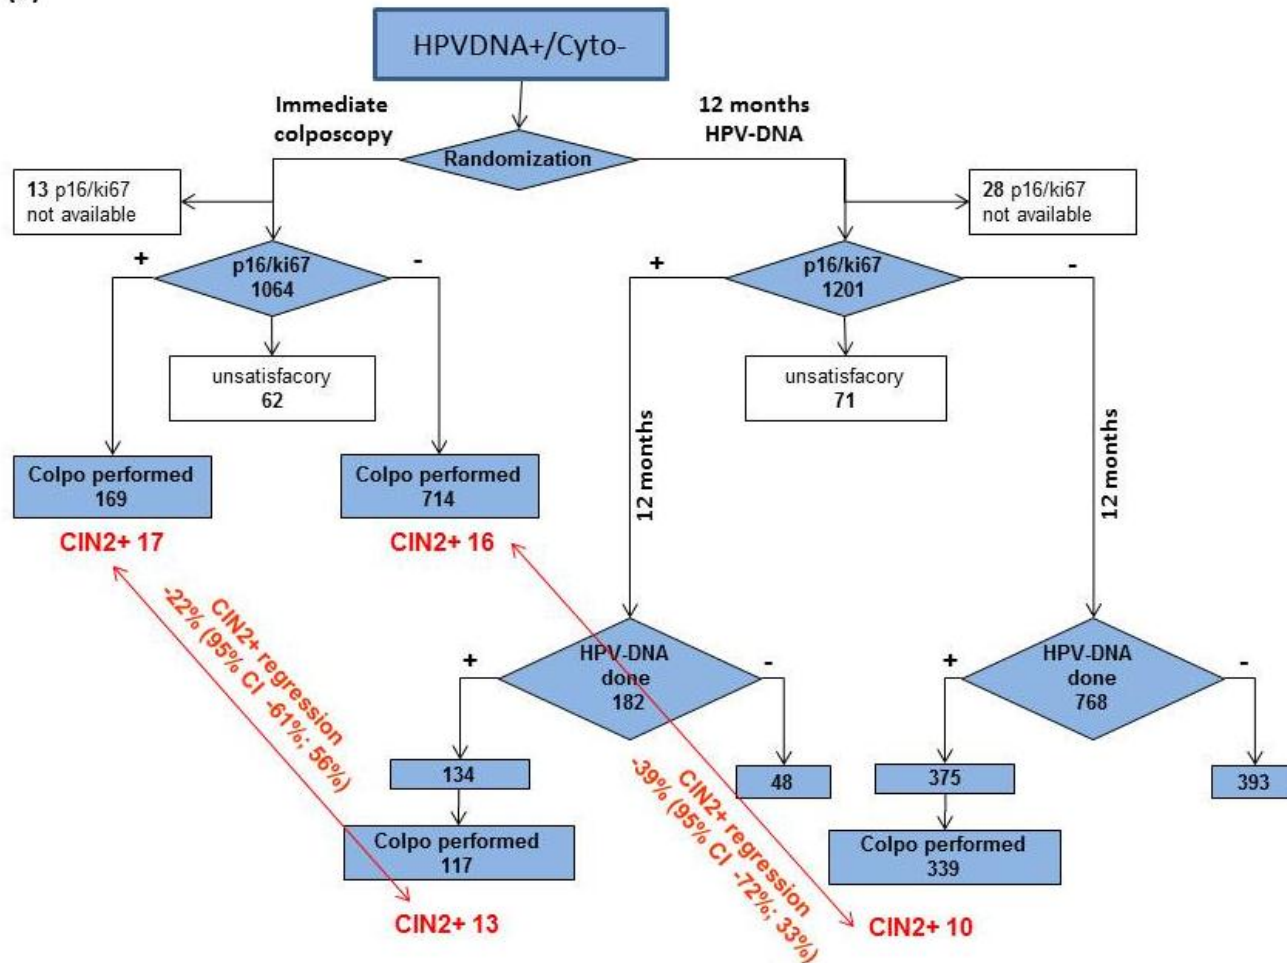 HPVDNA+/Cyto-
Immediate
colposcopy
12 months
HPV-DNA
Randomization
13 p16/ki67
not available
28 p16/ki67
not available
+
p16/ki67
1064
-
+
p16/ki67
1201
-
unsatisfacory
62
unsatisfacory
71
12 months
12 months
Colpo performed
169
Colpo performed
714
CIN2+ 17
CIN2+ 16
CIN2+ regression
-22% (95% CI -61%; 56%)
+
HPV-DNA
done
182
-
+
HPV-DNA
done
768
-
CIN2+ regression
-39% (95% CI -72%; 33%)
134
48
375
393
Colpo performed
117
Colpo performed
339
CIN2+ 13
CIN2+ 10